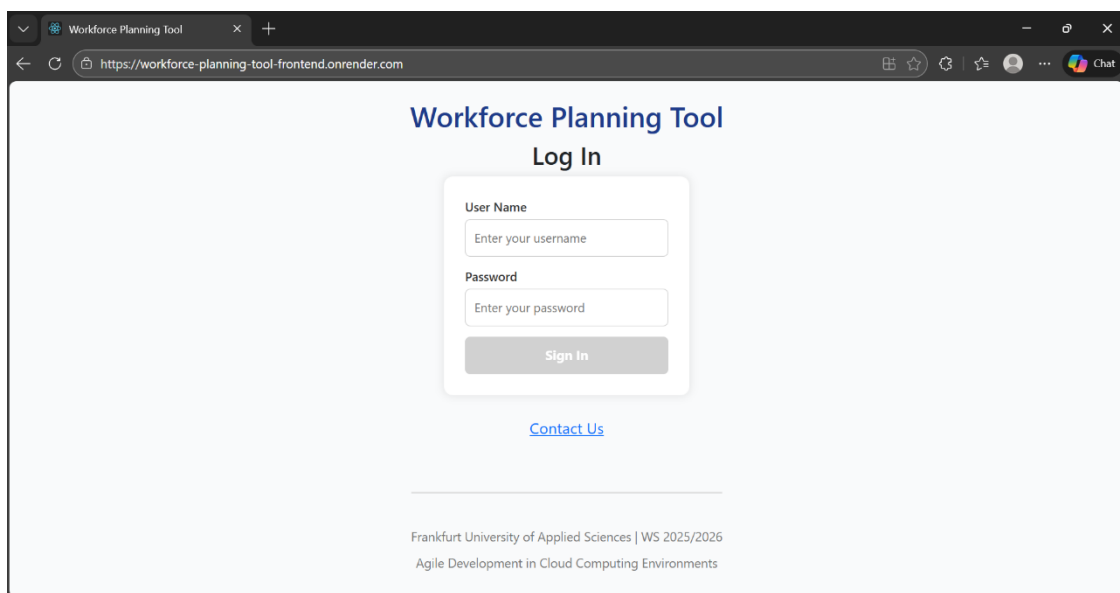 Workforce Planning Tool
https://workforce-planning-tool-frontend.onrender.com
Chat
Workforce Planning Tool
Log In
User Name
Enter your username
Password
Enter your password
Sign In
Contact Us
Frankfurt University of Applied Sciences | WS 2025/2026
Agile Development in Cloud Computing Environments